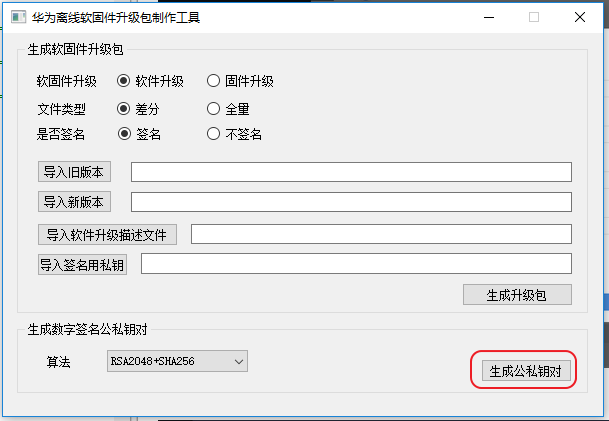 华为离线软固件升级包制作工具
生成软固件升级包
软固件升级 软件升级 固件升级
文件类型 差分 全量
是否签名 签名 不签名
导入旧版本
导入新版本
导入软件升级描述文件
导入签名用私钥
生成升级包
生成数字签名公私钥对
算法 RSA2048+SHA256 生成公私钥对